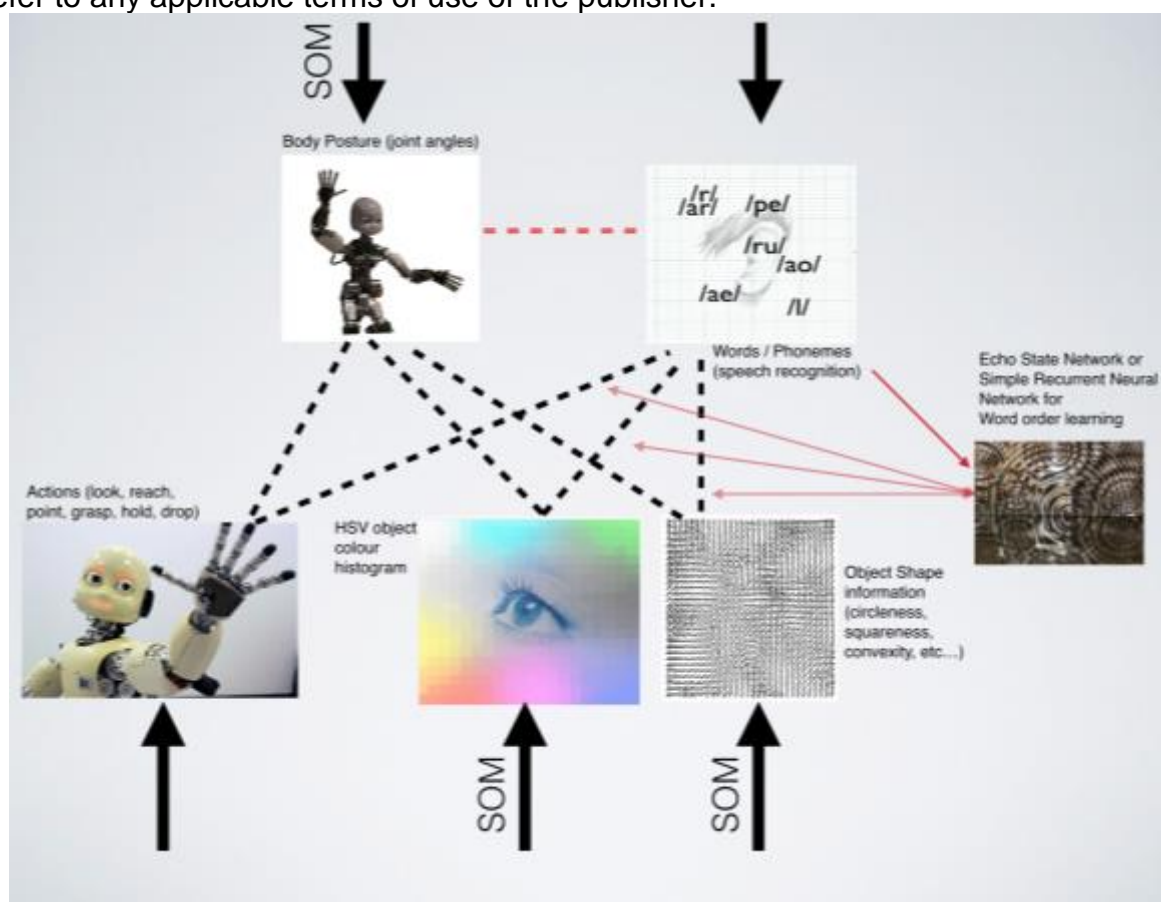 efer to any applicable terms of use of the publisher.
SOM
Body Posture (joint angles)
/r/
/ar/
/pe/
/ru/
/ao/
/ae/
/l/
Words / Phonemes
(speech recognition)
Echo State Network or
Simple Recurrent Neural
Network for
Word order learning
Actions (look, reach,
point, grasp, hold, drop)
HSV object
colour
histogram
Object Shape
information
(circleness,
squareness,
convexity, etc...)
SOM
SOM